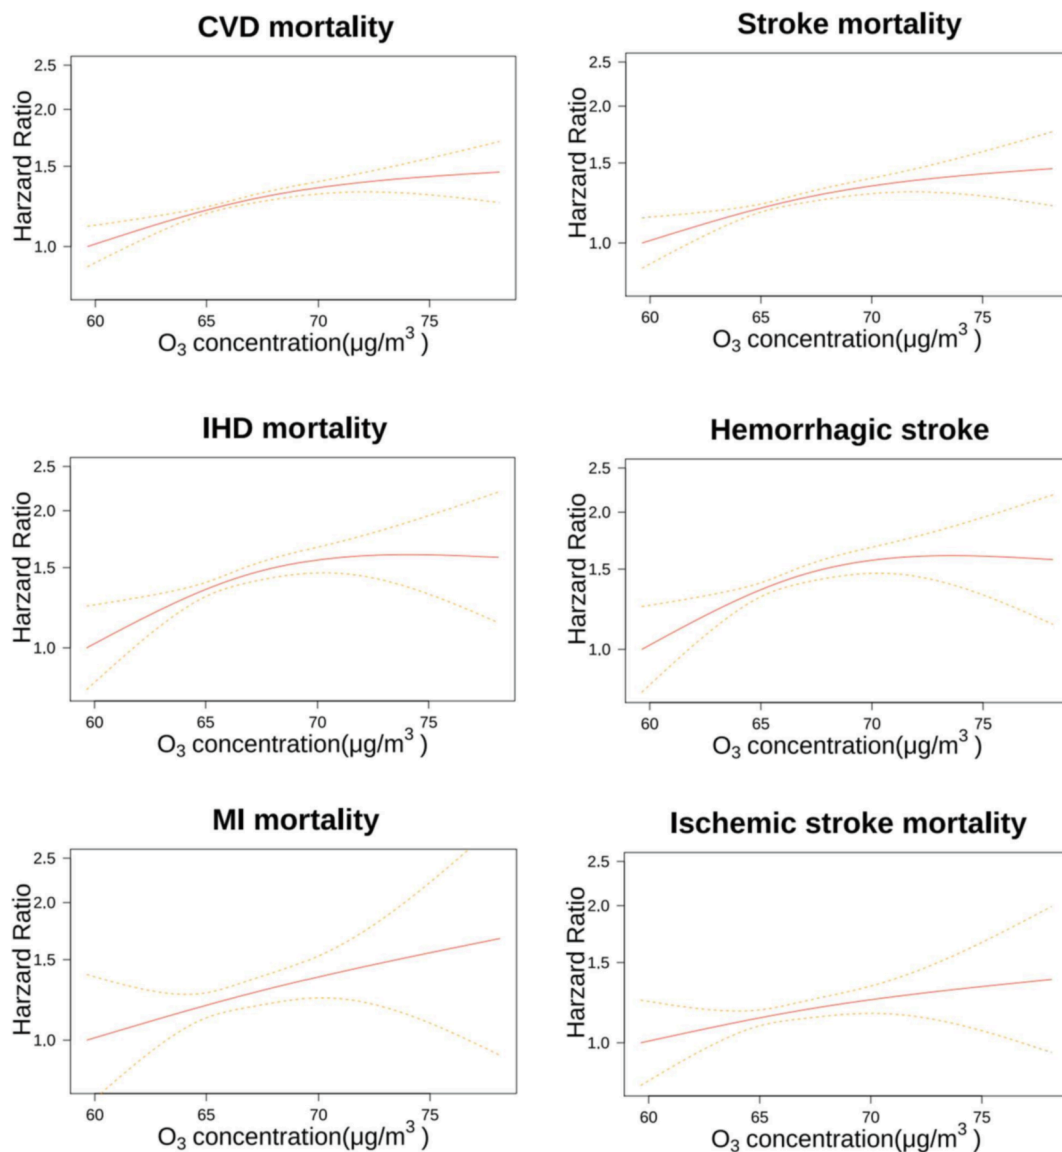 CVD mortality
Harzard Ratio
2.5
2.0
1.5
1.0
60 65 70 75
O₃ concentration(μg/m³ )
Stroke mortality
Harzard Ratio
2.5
2.0
1.5
1.0
60 65 70 75
O₃ concentration(μg/m³ )
IHD mortality
Harzard Ratio
2.5
2.0
1.5
1.0
60 65 70 75
O₃ concentration(μg/m³ )
Hemorrhagic stroke
Harzard Ratio
2.5
2.0
1.5
1.0
60 65 70 75
O₃ concentration(μg/m³ )
MI mortality
Harzard Ratio
2.5
2.0
1.5
1.0
60 65 70 75
O₃ concentration(μg/m³ )
Ischemic stroke mortality
Harzard Ratio
2.5
2.0
1.5
1.0
60 65 70 75
O₃ concentration(μg/m³ )